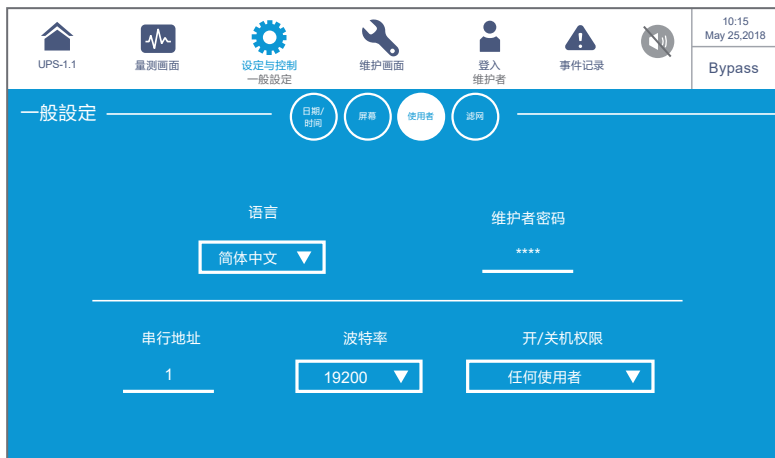 UPS-1.1
量测画面
设定与控制
一般設定
维护画面
登入
维护者
事件记录
10:15
May 25,2018
Bypass
一般設定
日期/
时间
屏幕
使用者
滤网
语言
维护者密码
简体中文
****
串行地址
波特率
开/关机权限
1
19200
任何使用者